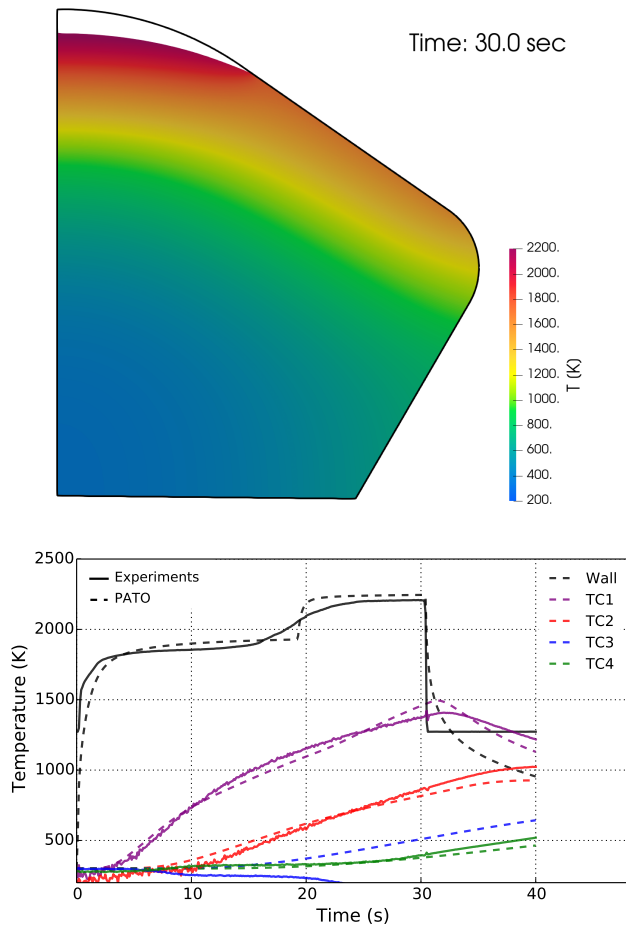 Time: 30.0 sec
2200.
2000.
1800.
1600.
1400.
1200.
1000.
800.
600.
400.
200.
T (K)
2500
2000
1500
1000
500
Temperature (K)
Experiments
PATO
Wall
TC1
TC2
TC3
TC4
0
10
20
30
40
Time (s)